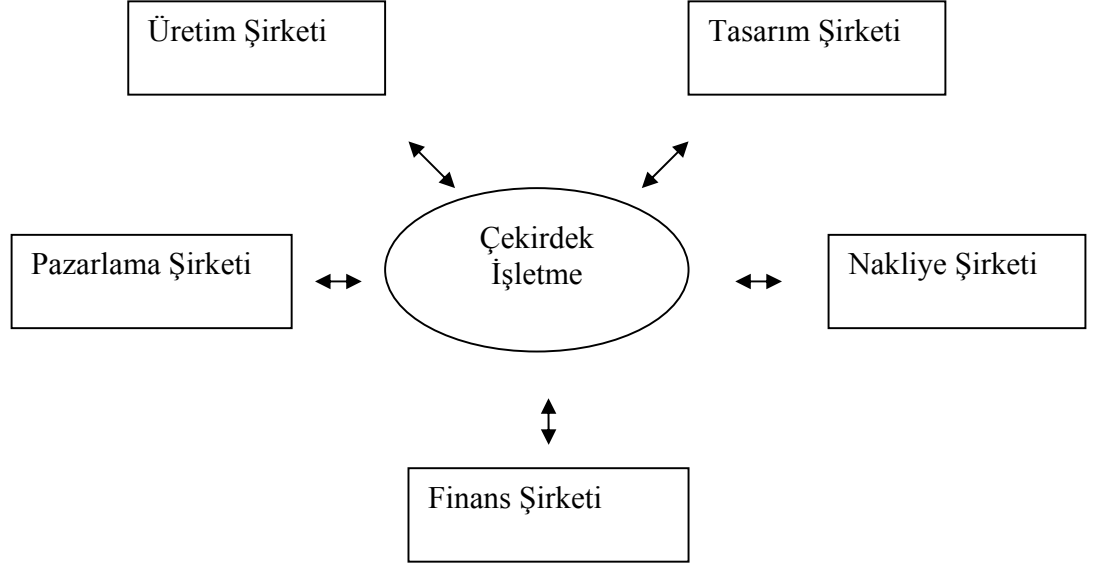 Üretim Şirketi
Tasarım Şirketi
Pazarlama Şirketi
Çekirdek
İşletme
Nakliye Şirketi
Finans Şirketi